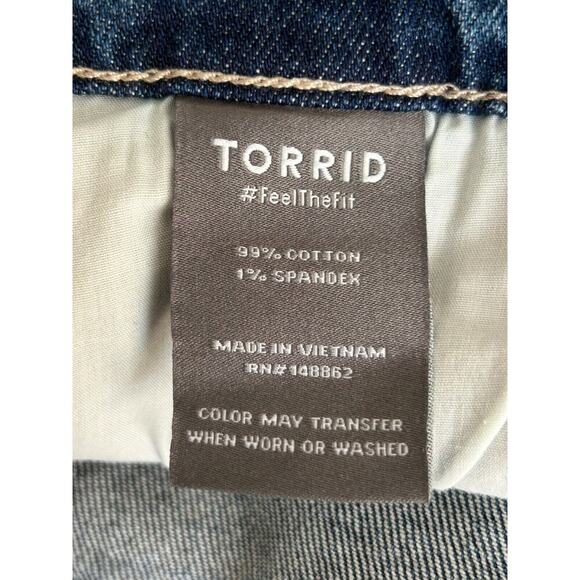 TORRID
#FeelTheFit
99% COTTON
1% SPANDEX
MADE IN VIETNAM
RN# 148862
COLOR MAY TRANSFER
WHEN WORN OR WASHED